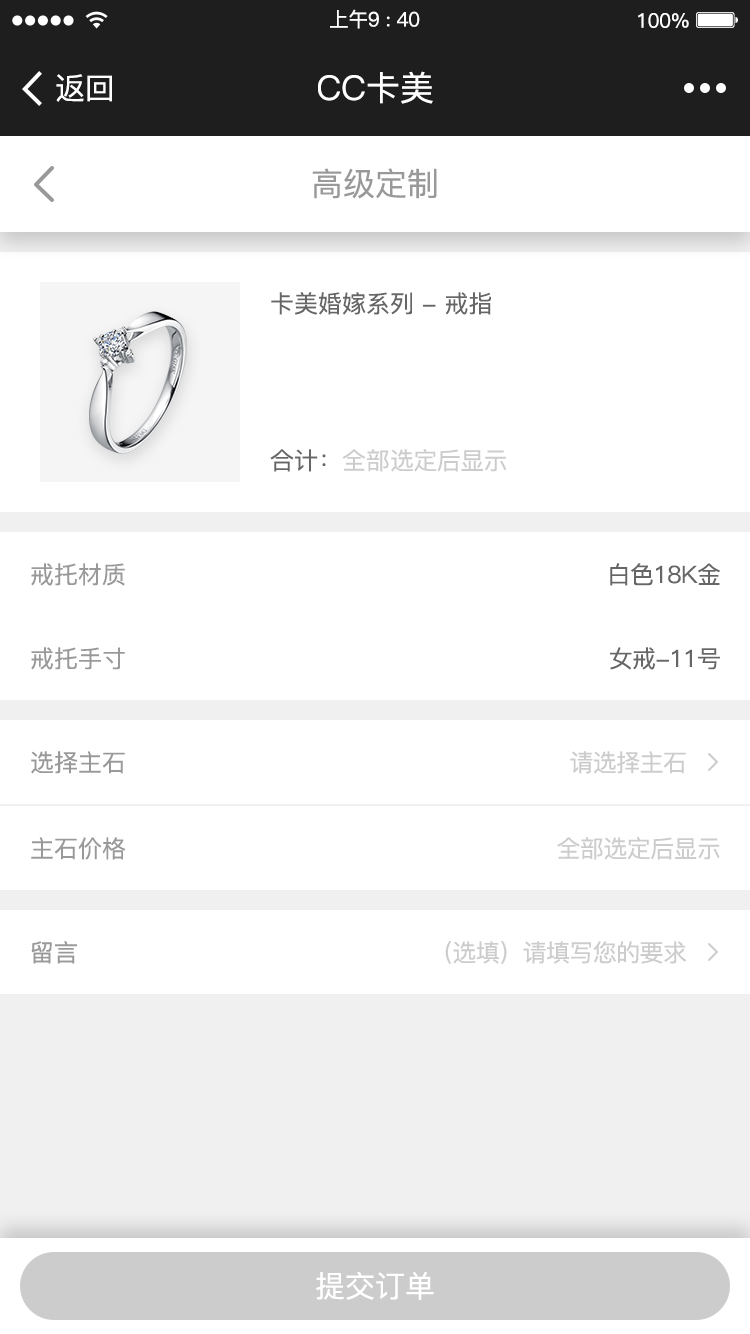 上午9 : 40
100%
返回
CC卡美
高级定制
卡美婚嫁系列 – 戒指
合计： 全部选定后显示
戒托材质 白色18K金
戒托手寸 女戒–11号
选择主石 请选择主石
主石价格 全部选定后显示
留言 （选填）请填写您的要求
提交订单